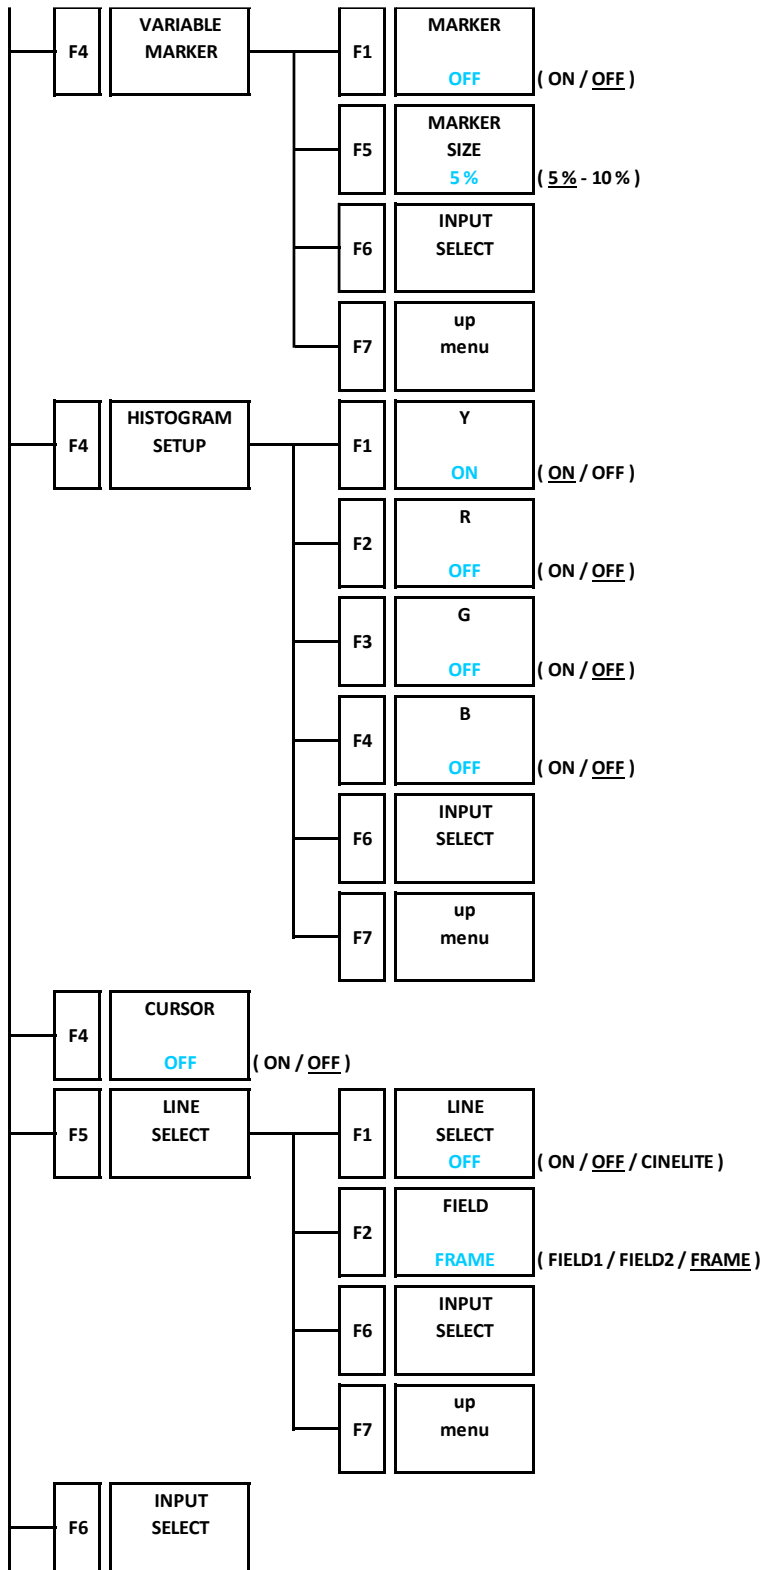 F4
VARIABLE
MARKER
F1
MARKER
OFF
( ON / OFF )
F5
MARKER
SIZE
5 %
( 5 % - 10 % )
F6
INPUT
SELECT
F7
up
menu
F4
HISTOGRAM
SETUP
F1
Y
ON
( ON / OFF )
F2
R
OFF
( ON / OFF )
F3
G
OFF
( ON / OFF )
F4
B
OFF
( ON / OFF )
F6
INPUT
SELECT
F7
up
menu
F4
CURSOR
OFF
( ON / OFF )
F5
LINE
SELECT
F1
LINE
SELECT
OFF
( ON / OFF / CINELITE )
F2
FIELD
FRAME
( FIELD1 / FIELD2 / FRAME )
F6
INPUT
SELECT
F7
up
menu
F6
INPUT
SELECT